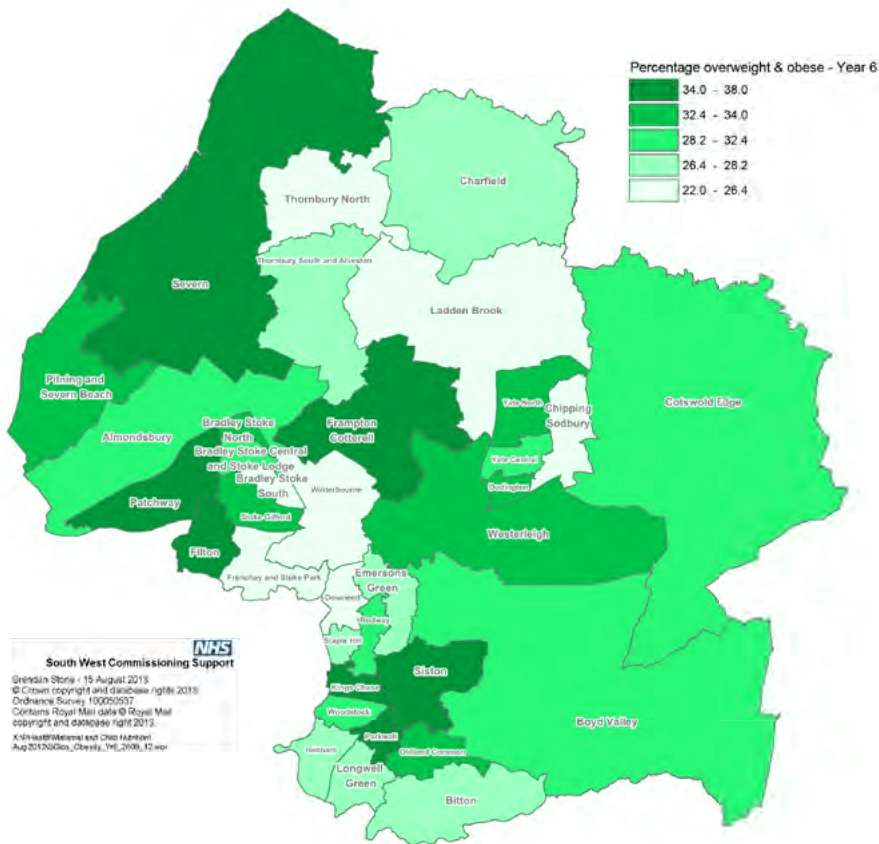 Percentage overweight & obese - Year 6
34.0 - 38.0
32.4 - 34.0
28.2 - 32.4
26.4 - 28.2
22.0 - 26.4
Charfield
Thornbury North
Thornbury South and Alveston
Severn
Ladden Brook
Pilning and
Severn Beach
Almondsbury
Bradley Stoke
North
Bradley Stoke Central
and Stoke Lodge
Bradley Stoke
South
Frampton
Cotterell
Yate North
Chipping
Sodbury
Cotswold Edge
Yate Central
Dodington
Patchway
Winterbourne
Stoke Gifford
Westerleigh
Filton
Frenchay and Stoke Park
Emersons
Green
Downend
Rodway
Staple Hill
Siston
Kings Chase
Woodstock
Boyd Valley
Parkwall
Oldland Common
Hanham
Longwell
Green
Bitton
NHS
South West Commissioning Support
Brendan Stone - 15 August 2013
© Crown copyright and database rights 2013
Ordnance Survey 100050537
Contains Royal Mail data © Royal Mail
copyright and database right 2013.